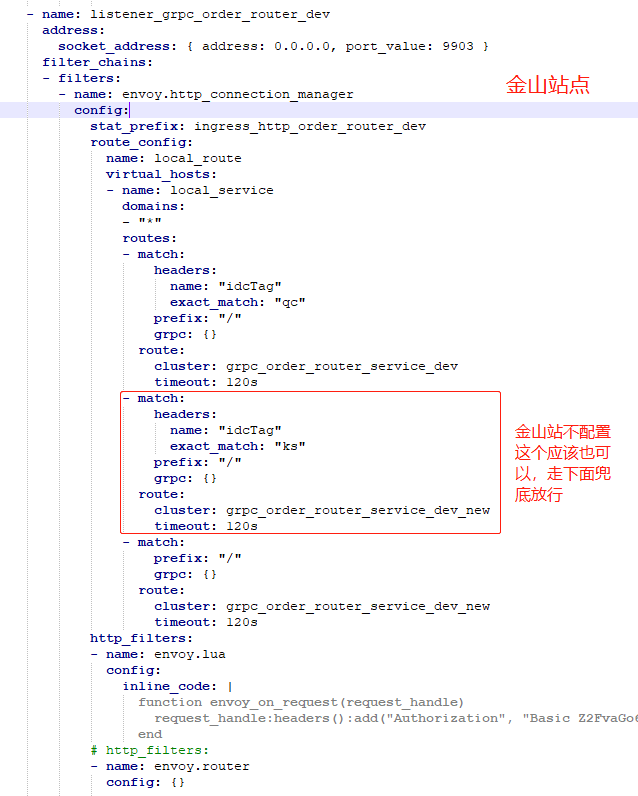 - name: listener_grpc_order_router_dev
address:
socket_address: { address: 0.0.0.0, port_value: 9903 }
filter_chains:
- filters:
- name: envoy.http_connection_manager
金山站点
config:
stat_prefix: ingress_http_order_router_dev
route_config:
name: local_route
virtual_hosts:
- name: local_service
domains:
- "*"
routes:
- match:
headers:
name: "idcTag"
exact_match: "qc"
prefix: "/"
grpc: {}
route:
cluster: grpc_order_router_service_dev
timeout: 120s
- match:
headers:
name: "idcTag"
exact_match: "ks"
prefix: "/"
grpc: {}
route:
cluster: grpc_order_router_service_dev_new
timeout: 120s
金山站不配置
这个应该也可
以，走下面兜
底放行
- match:
prefix: "/"
grpc: {}
route:
cluster: grpc_order_router_service_dev_new
timeout: 120s
http_filters:
- name: envoy.lua
config:
inline_code: |
function envoy_on_request(request_handle)
request_handle:headers():add("Authorization", "Basic Z2FvaGo6
end
# http_filters:
- name: envoy.router
config: {}